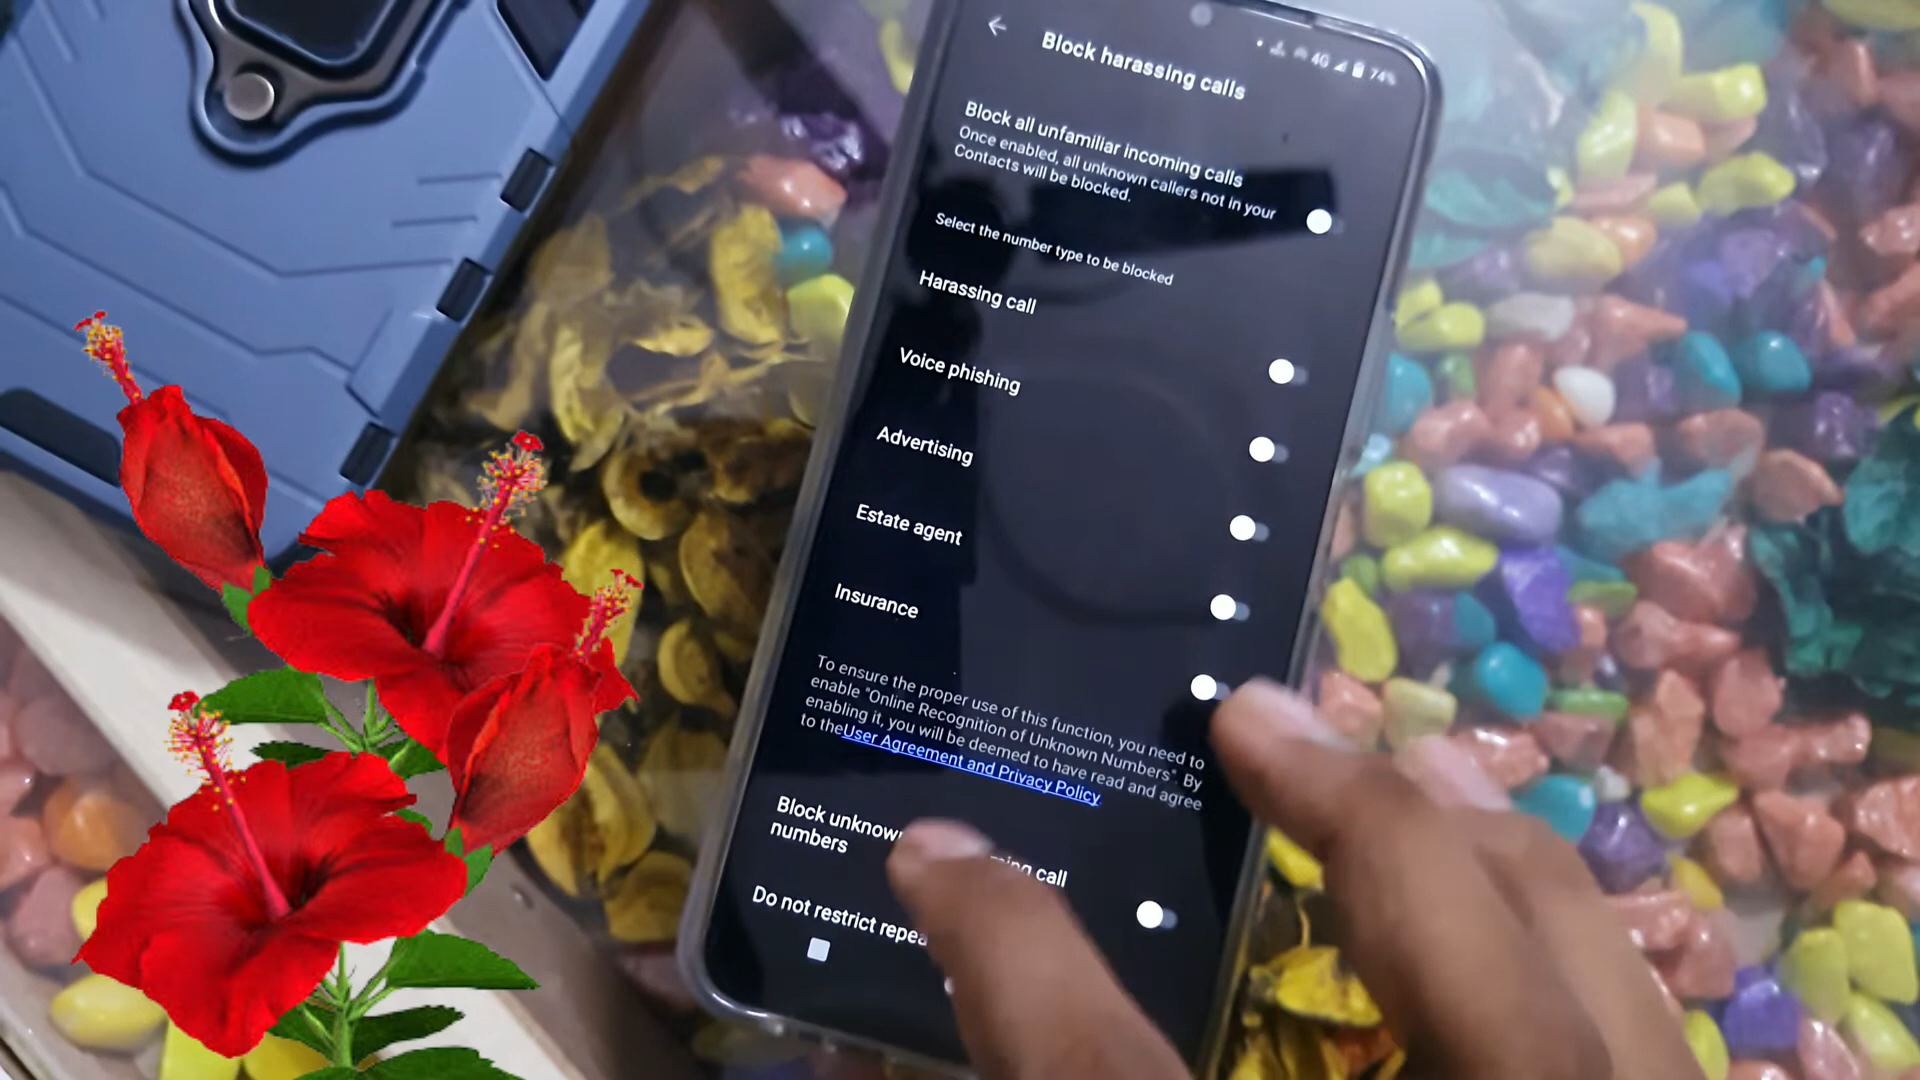 4G 74%
Block harassing calls
Block all unfamiliar incoming calls
Once enabled, all unknown callers not in your
Contacts will be blocked.
Select the number type to be blocked
Harassing call
Voice phishing
Advertising
Estate agent
Insurance
To ensure the proper use of this function, you need to
enable "Online Recognition of Unknown Numbers". By
enabling it, you will be deemed to have read and agree
to theUser Agreement and Privacy Policy
Block unknown call
numbers
Do not restrict